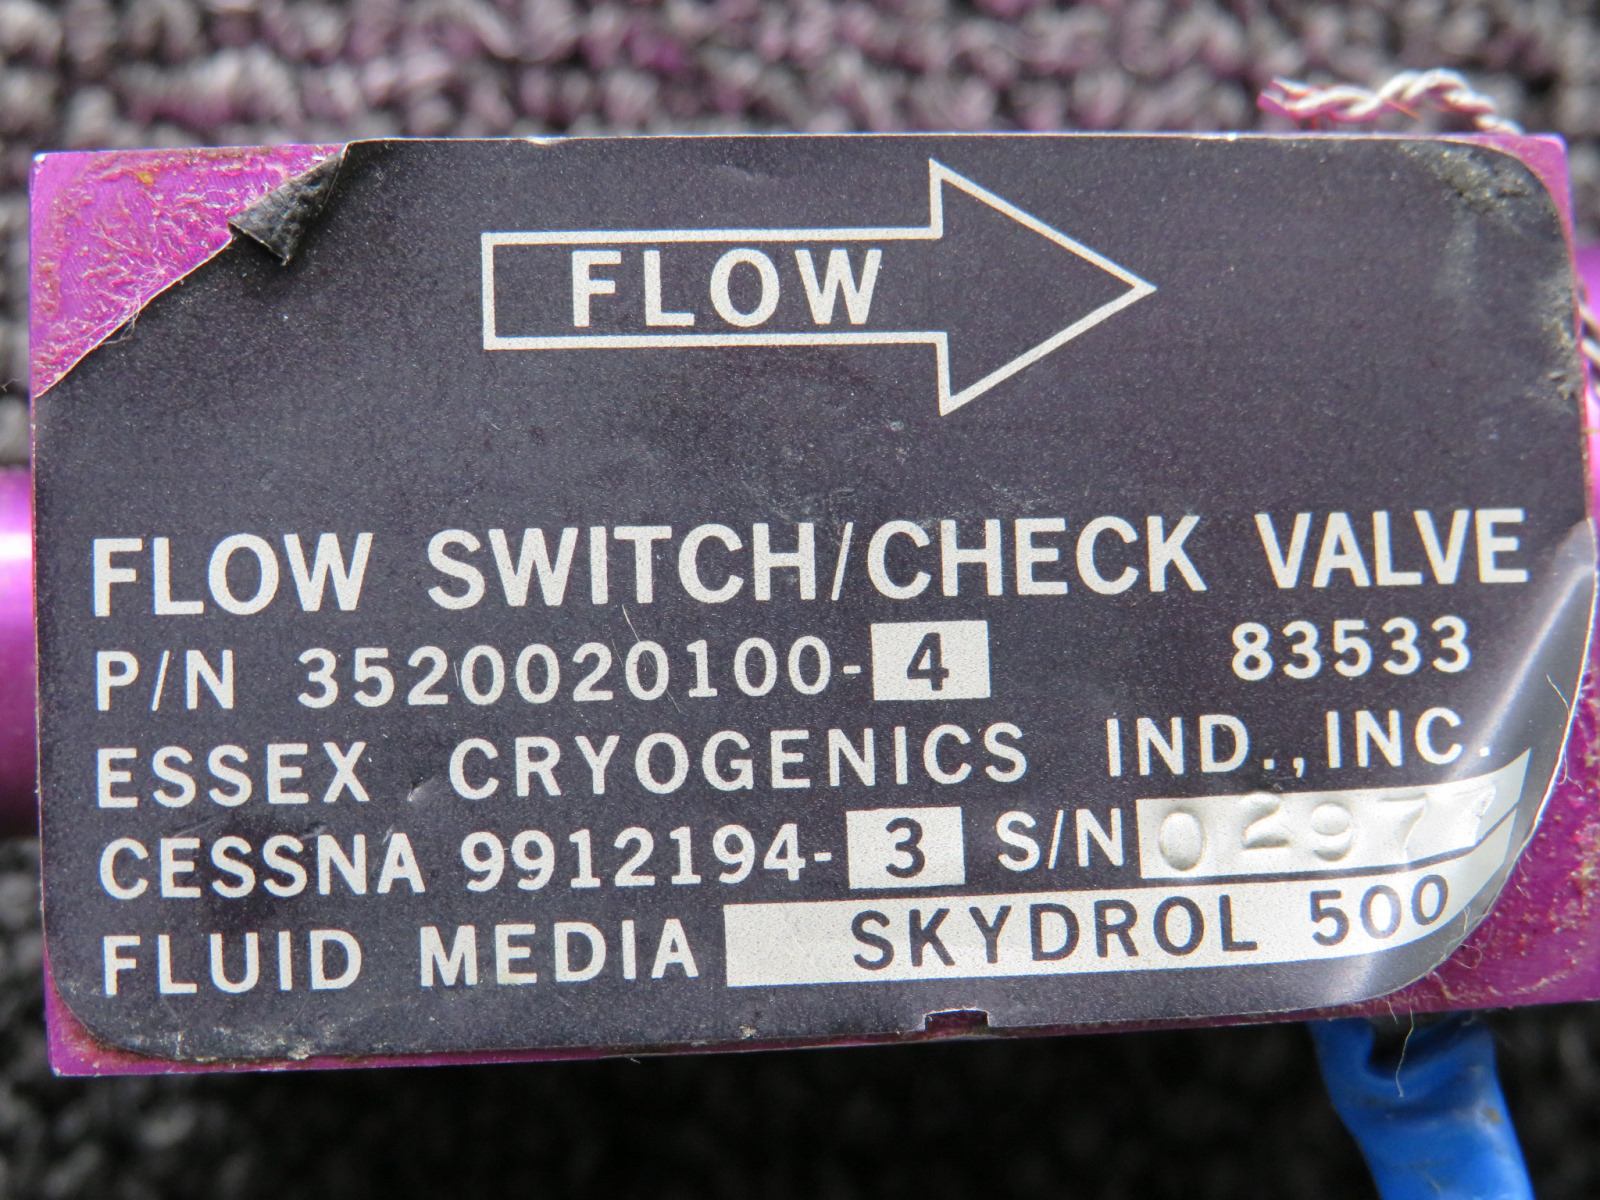 FLOW
FLOW SWITCH/CHECK VALVE
P/N 3520020100-4 83533
ESSEX CRYOGENICS IND.,INC.
CESSNA 9912194-3 S/N 02977
FLUID MEDIA SKYDROL 500